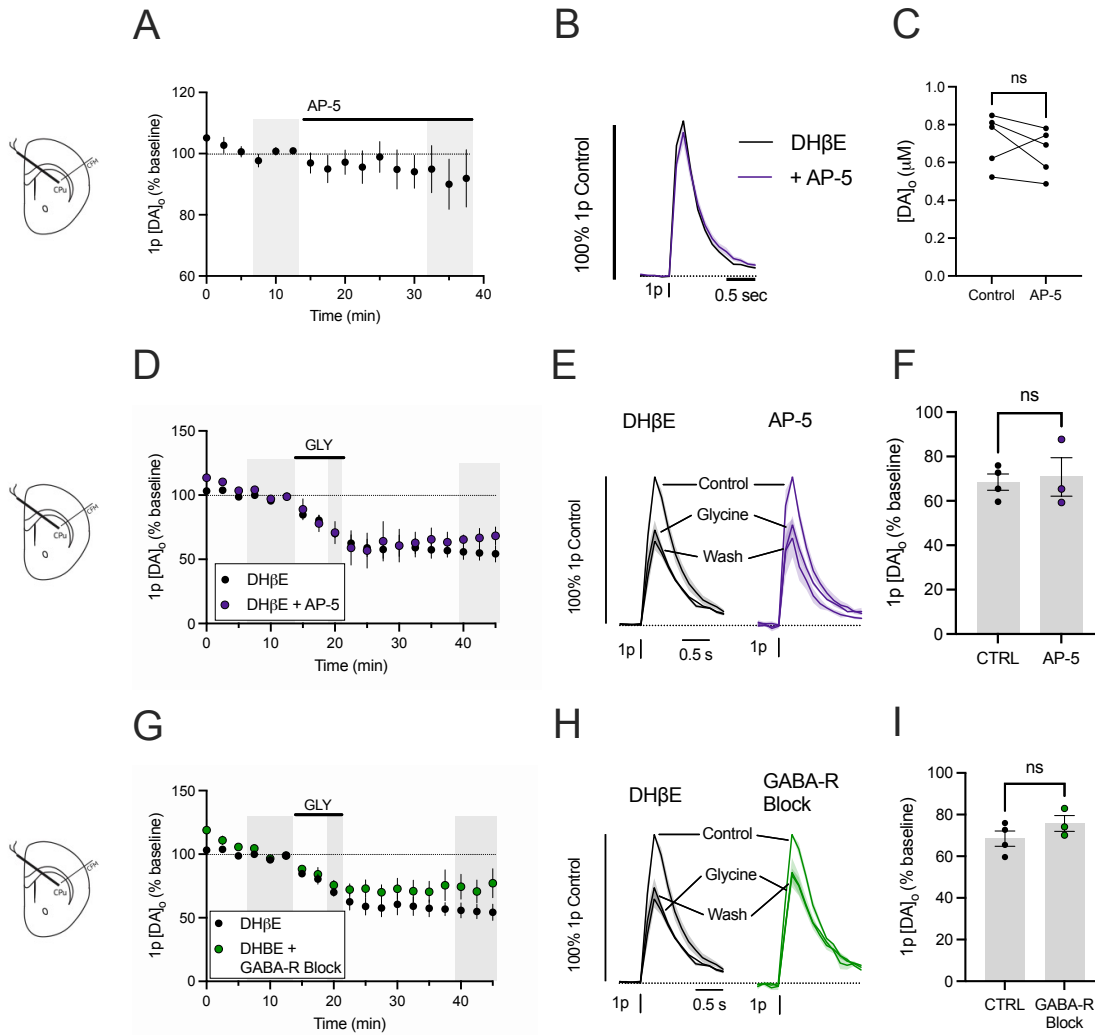 A
B
C
CFM
CPu
1p [DA]ₒ (% baseline)
120
100
80
60
0
10
20
30
40
Time (min)
AP-5
100% 1p Control
DHβE
+ AP-5
1p
0.5 sec
[DA]ₒ (μM)
1.0
0.8
0.6
0.4
0.2
0.0
ns
Control
AP-5
D
E
F
CFM
CPu
1p [DA]ₒ (% baseline)
150
100
50
0
0
10
20
30
40
Time (min)
GLY
DHβE
DHβE + AP-5
100% 1p Control
DHβE
AP-5
Control
Glycine
Wash
1p
0.5 s
1p
1p [DA]ₒ (% baseline)
100
80
60
40
20
0
ns
CTRL
AP-5
G
H
I
CFM
CPu
1p [DA]ₒ (% baseline)
150
100
50
0
0
10
20
30
40
Time (min)
GLY
DHβE
DHBE +
GABA-R Block
100% 1p Control
DHβE
GABA-R
Block
Control
Glycine
Wash
1p
0.5 s
1p
1p [DA]ₒ (% baseline)
100
80
60
40
20
0
ns
CTRL
GABA-R
Block